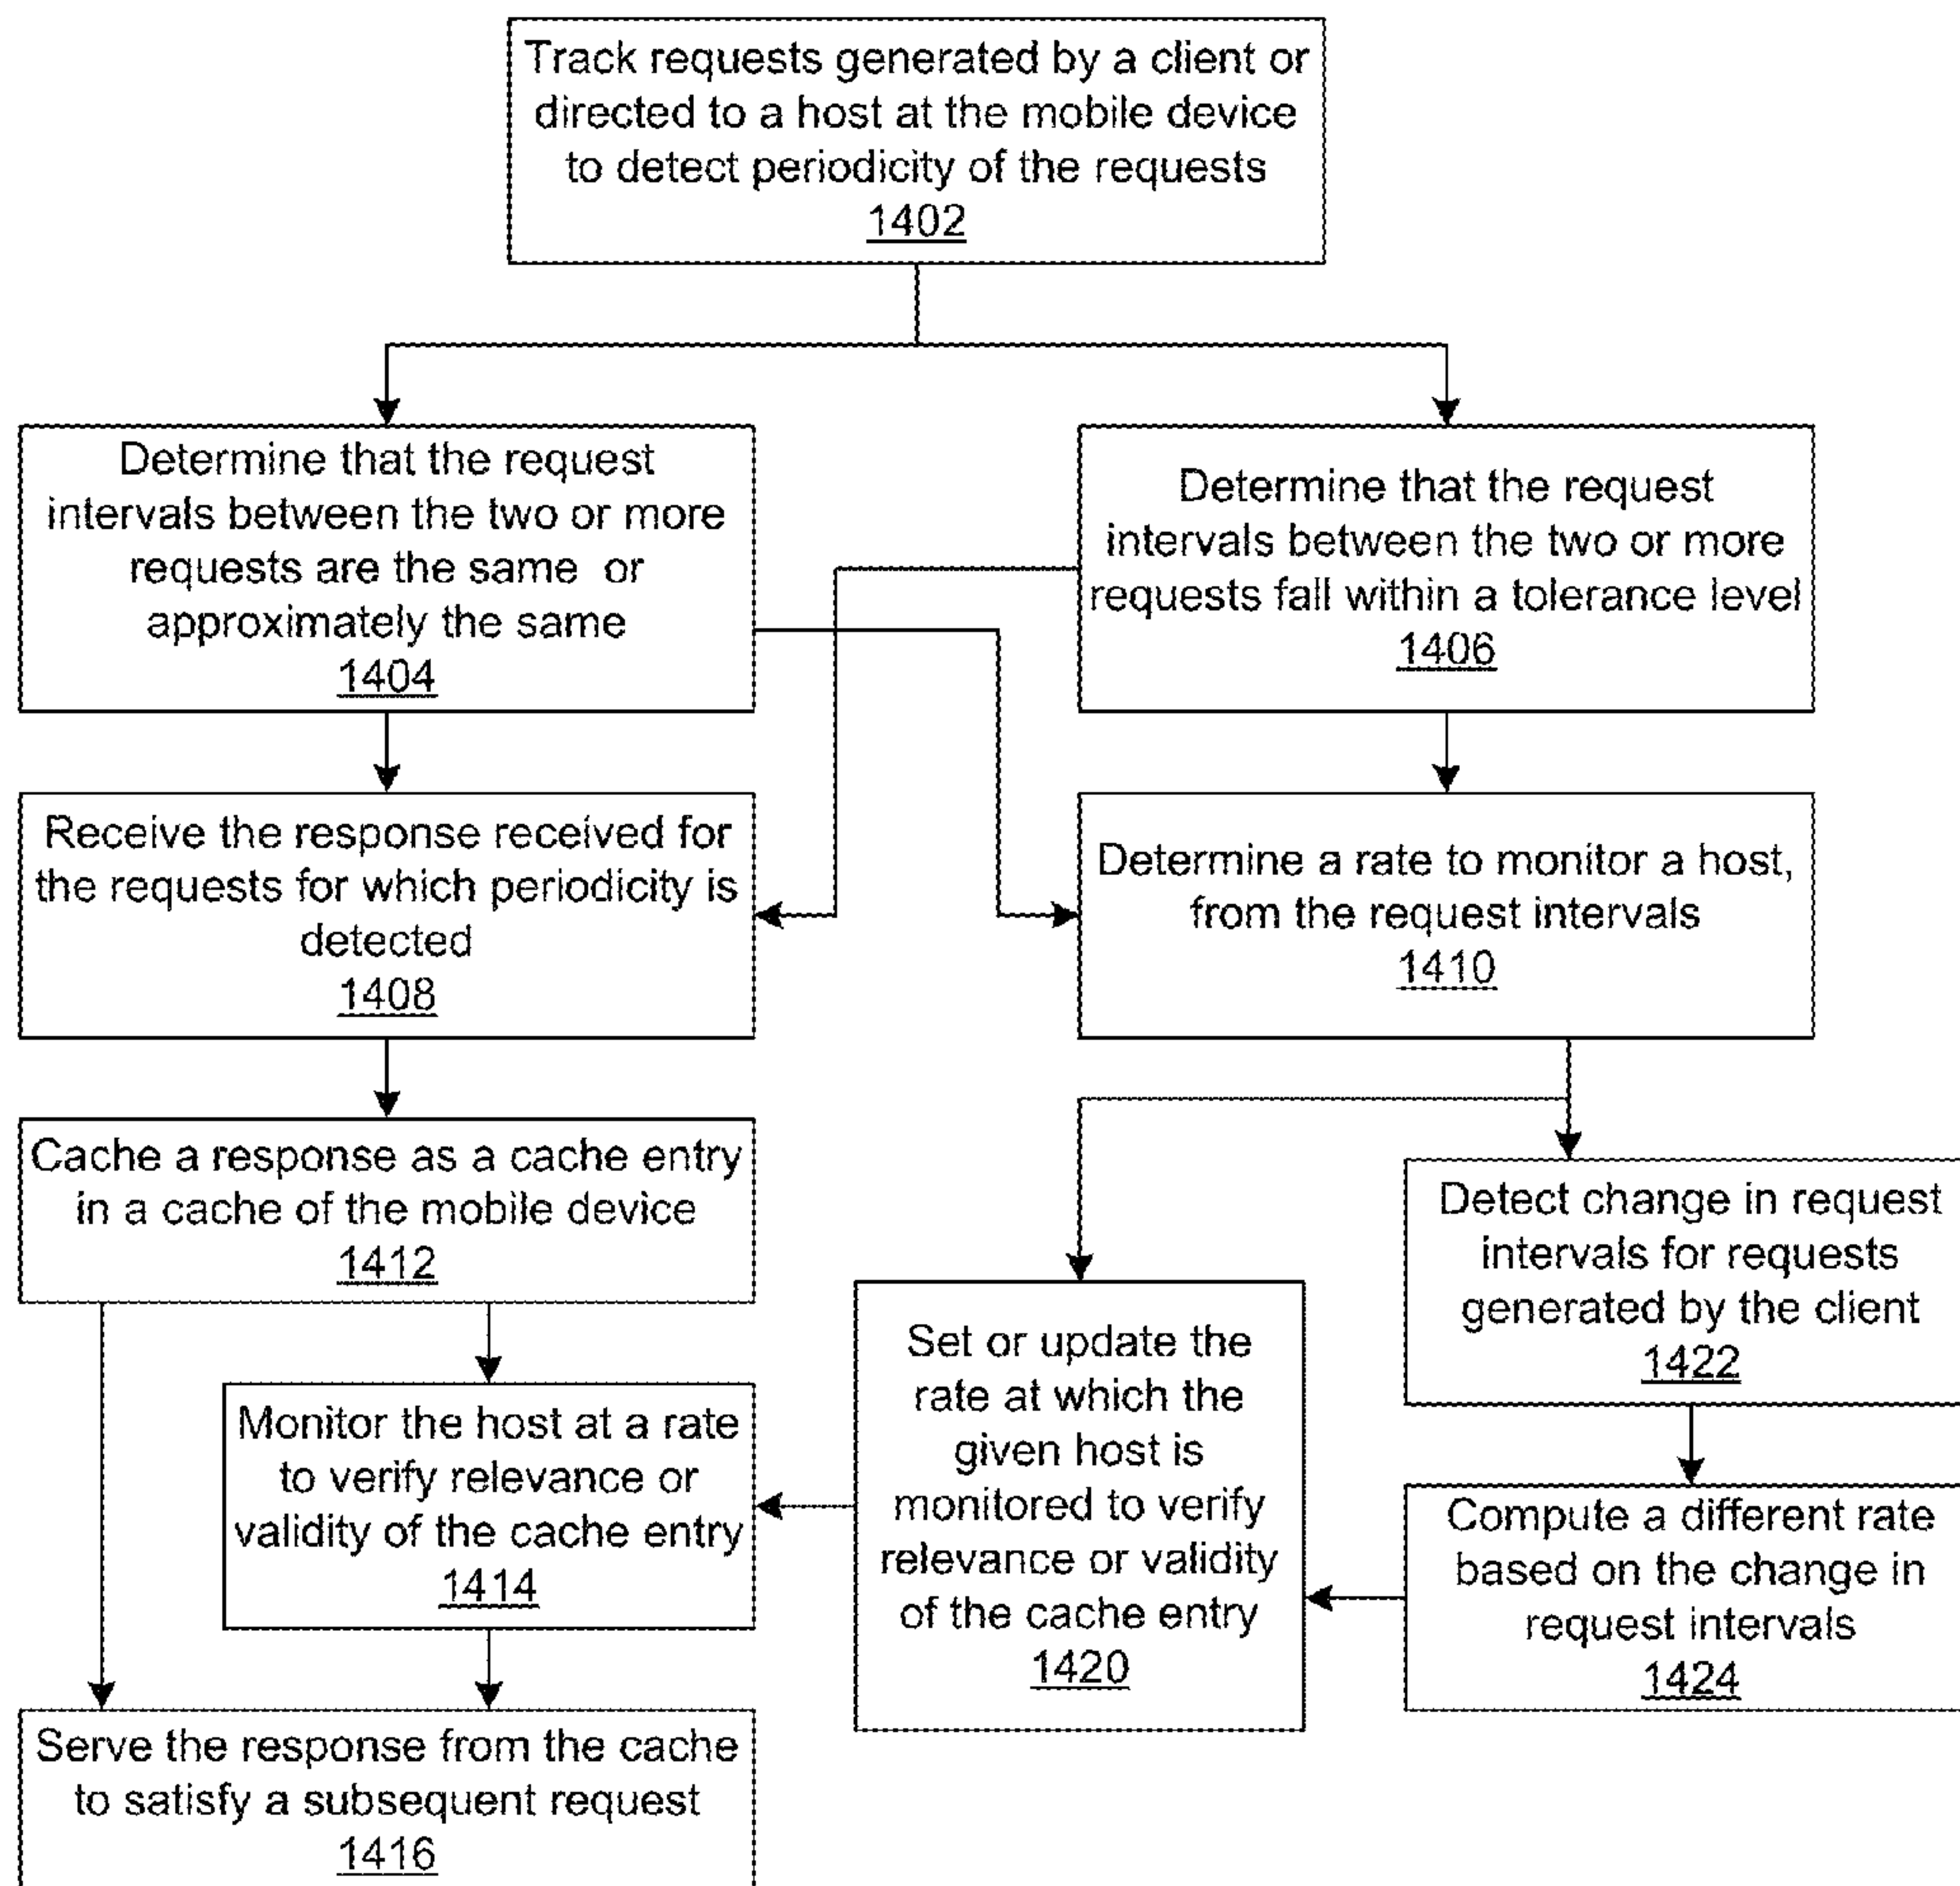 Track requests generated by a client or
directed to a host at the mobile device
to detect periodicity of the requests
1402
Determine that the request
intervals between the two or more
requests are the same or
approximately the same
1404
Determine that the request
intervals between the two or more
requests fall within a tolerance level
1406
Receive the response received for
the requests for which periodicity is
detected
1408
Determine a rate to monitor a host,
from the request intervals
1410
Cache a response as a cache entry
in a cache of the mobile device
1412
Detect change in request
intervals for requests
generated by the client
1422
Set or update the
rate at which the
given host is
monitored to verify
relevance or validity
of the cache entry
1420
Monitor the host at a rate
to verify relevance or
validity of the cache entry
1414
Compute a different rate
based on the change in
request intervals
1424
Serve the response from the cache
to satisfy a subsequent request
1416